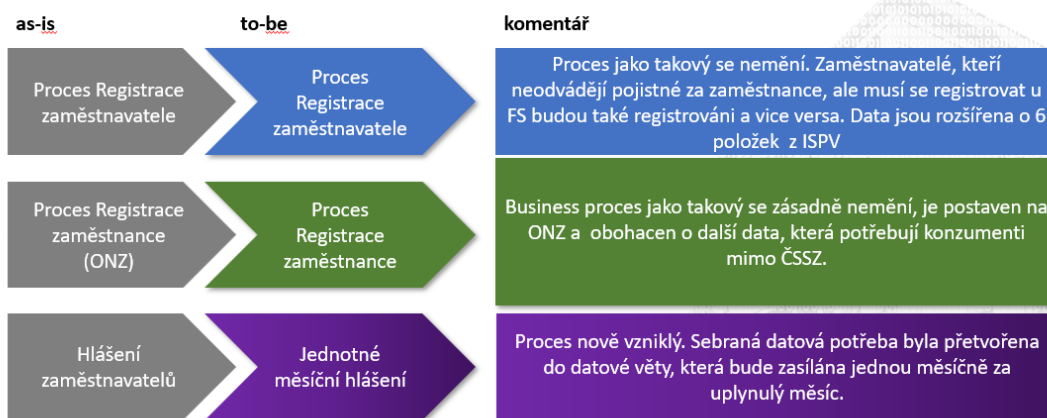 as-is
to-be
komentář
Proces Registrace
zaměstnavatele
Proces
Registrace
zaměstnavatele
Proces jako takový se nemění. Zaměstnavatelé, kteří
neodvádějí pojistné za zaměstnance, ale musí se registrovat u
FS budou také registrováni a vice versa. Data jsou rozšířena o 6
položek z ISPV
Proces Registrace
zaměstnance
(ONZ)
Proces
Registrace
zaměstnance
Business proces jako takový se zásadně nemění, je postaven na
ONZ a obohacen o další data, která potřebují konzumenti
mimo ČSSZ.
Hlášení
zaměstnavatelů
Jednotné
měsíční hlášení
Proces nově vzniklý. Sebraná datová potřeba byla přetvořena
do datové věty, která bude zasílána jednou měsíčně za
uplynulý měsíc.